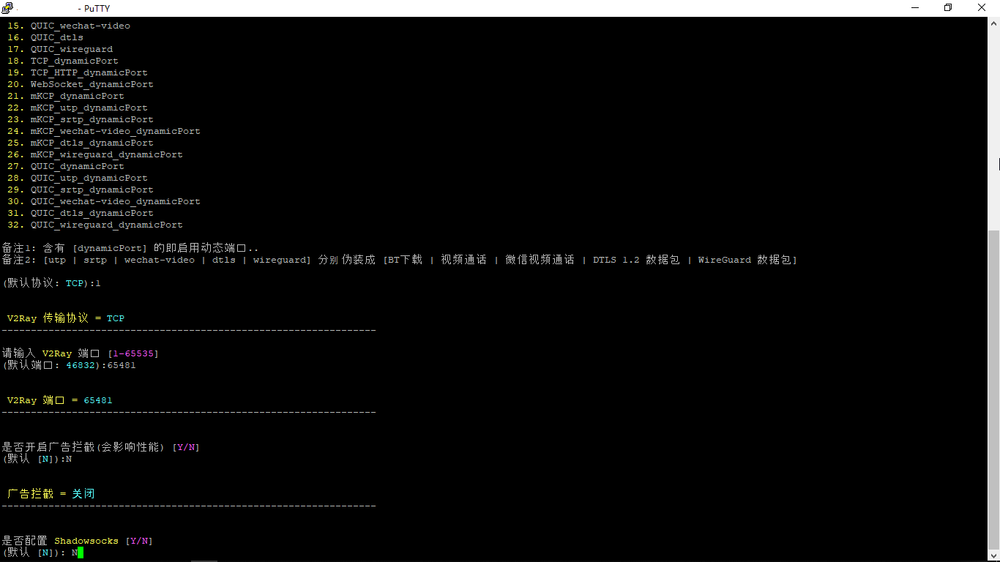 - PuTTY
15. QUIC_wechat-video
16. QUIC_dtls
17. QUIC_wireguard
18. TCP_dynamicPort
19. TCP_HTTP_dynamicPort
20. WebSocket_dynamicPort
21. mKCP_dynamicPort
22. mKCP_utp_dynamicPort
23. mKCP_srtp_dynamicPort
24. mKCP_wechat-video_dynamicPort
25. mKCP_dtls_dynamicPort
26. mKCP_wireguard_dynamicPort
27. QUIC_dynamicPort
28. QUIC_utp_dynamicPort
29. QUIC_srtp_dynamicPort
30. QUIC_wechat-video_dynamicPort
31. QUIC_dtls_dynamicPort
32. QUIC_wireguard_dynamicPort
备注1: 含有 [dynamicPort] 的即启用动态端口..
备注2: [utp | srtp | wechat-video | dtls | wireguard] 分别伪装成 [BT下载 | 视频通话 | 微信视频通话 | DTLS 1.2 数据包 | WireGuard 数据包]
(默认协议: TCP):1
V2Ray 传输协议 = TCP
----------------------------------------------------------------
请输入 V2Ray 端口 [1-65535]
(默认端口: 46832):65481
V2Ray 端口 = 65481
----------------------------------------------------------------
是否开启广告拦截(会影响性能) [Y/N]
(默认 [N]):N
广告拦截 = 关闭
----------------------------------------------------------------
是否配置 Shadowsocks [Y/N]
(默认 [N]): N